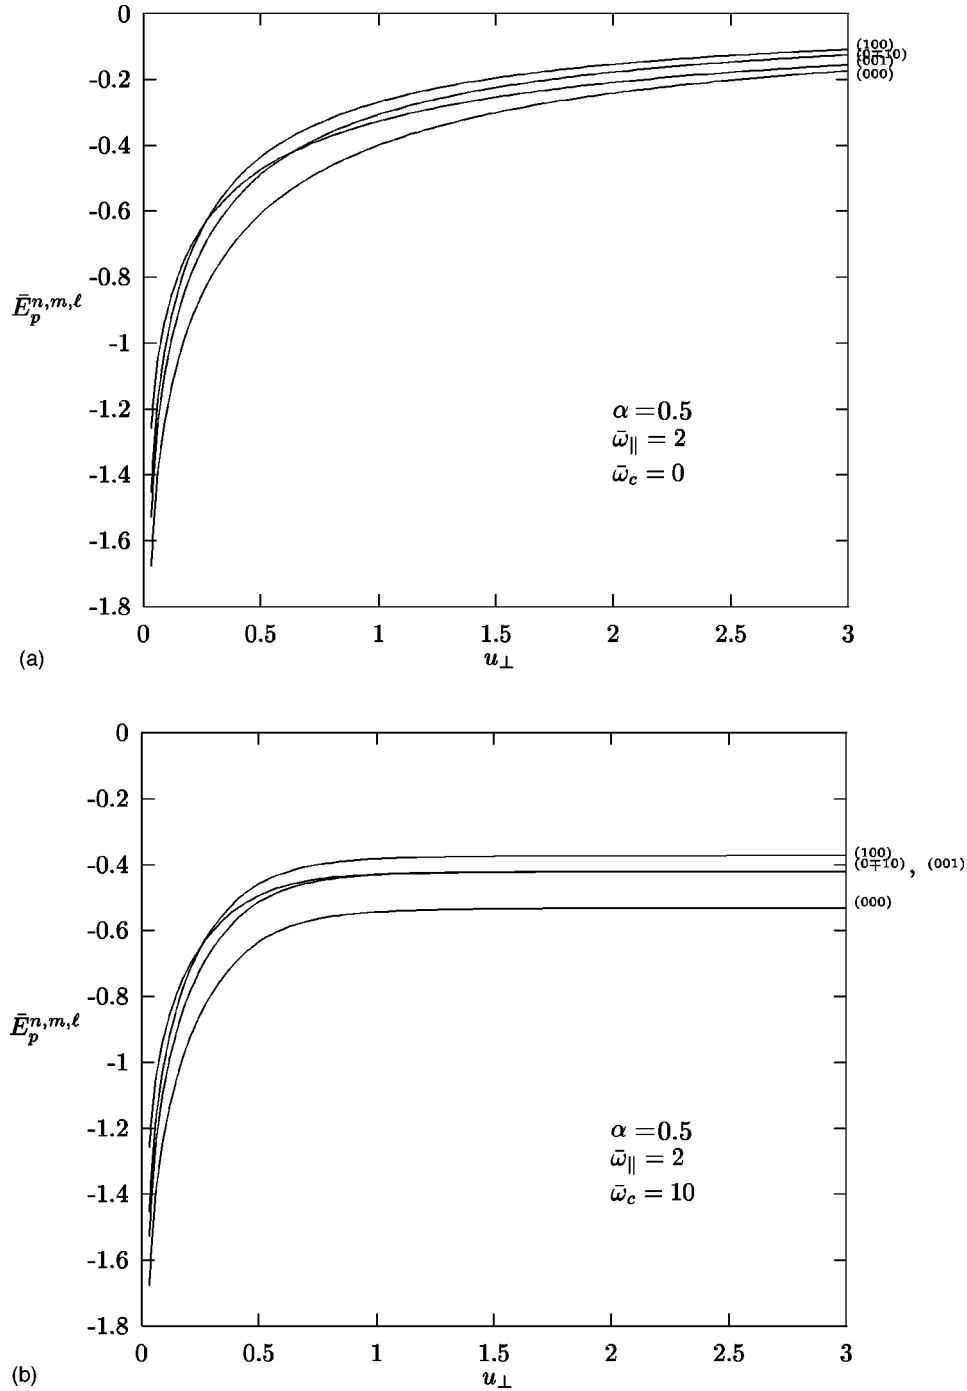 0
-0.2
-0.4
-0.6
-0.8
-1
-1.2
-1.4
-1.6
-1.8
Ē_p^{n,m,ℓ}
(100)
(0∓10)
(001)
(000)
α = 0.5
ω̄_∥ = 2
ω̄_c = 0
0 0.5 1 1.5 2 2.5 3
u_⊥
(a)
0
-0.2
-0.4
-0.6
-0.8
-1
-1.2
-1.4
-1.6
-1.8
Ē_p^{n,m,ℓ}
(100)
(0∓10) , (001)
(000)
α = 0.5
ω̄_∥ = 2
ω̄_c = 10
0 0.5 1 1.5 2 2.5 3
u_⊥
(b)